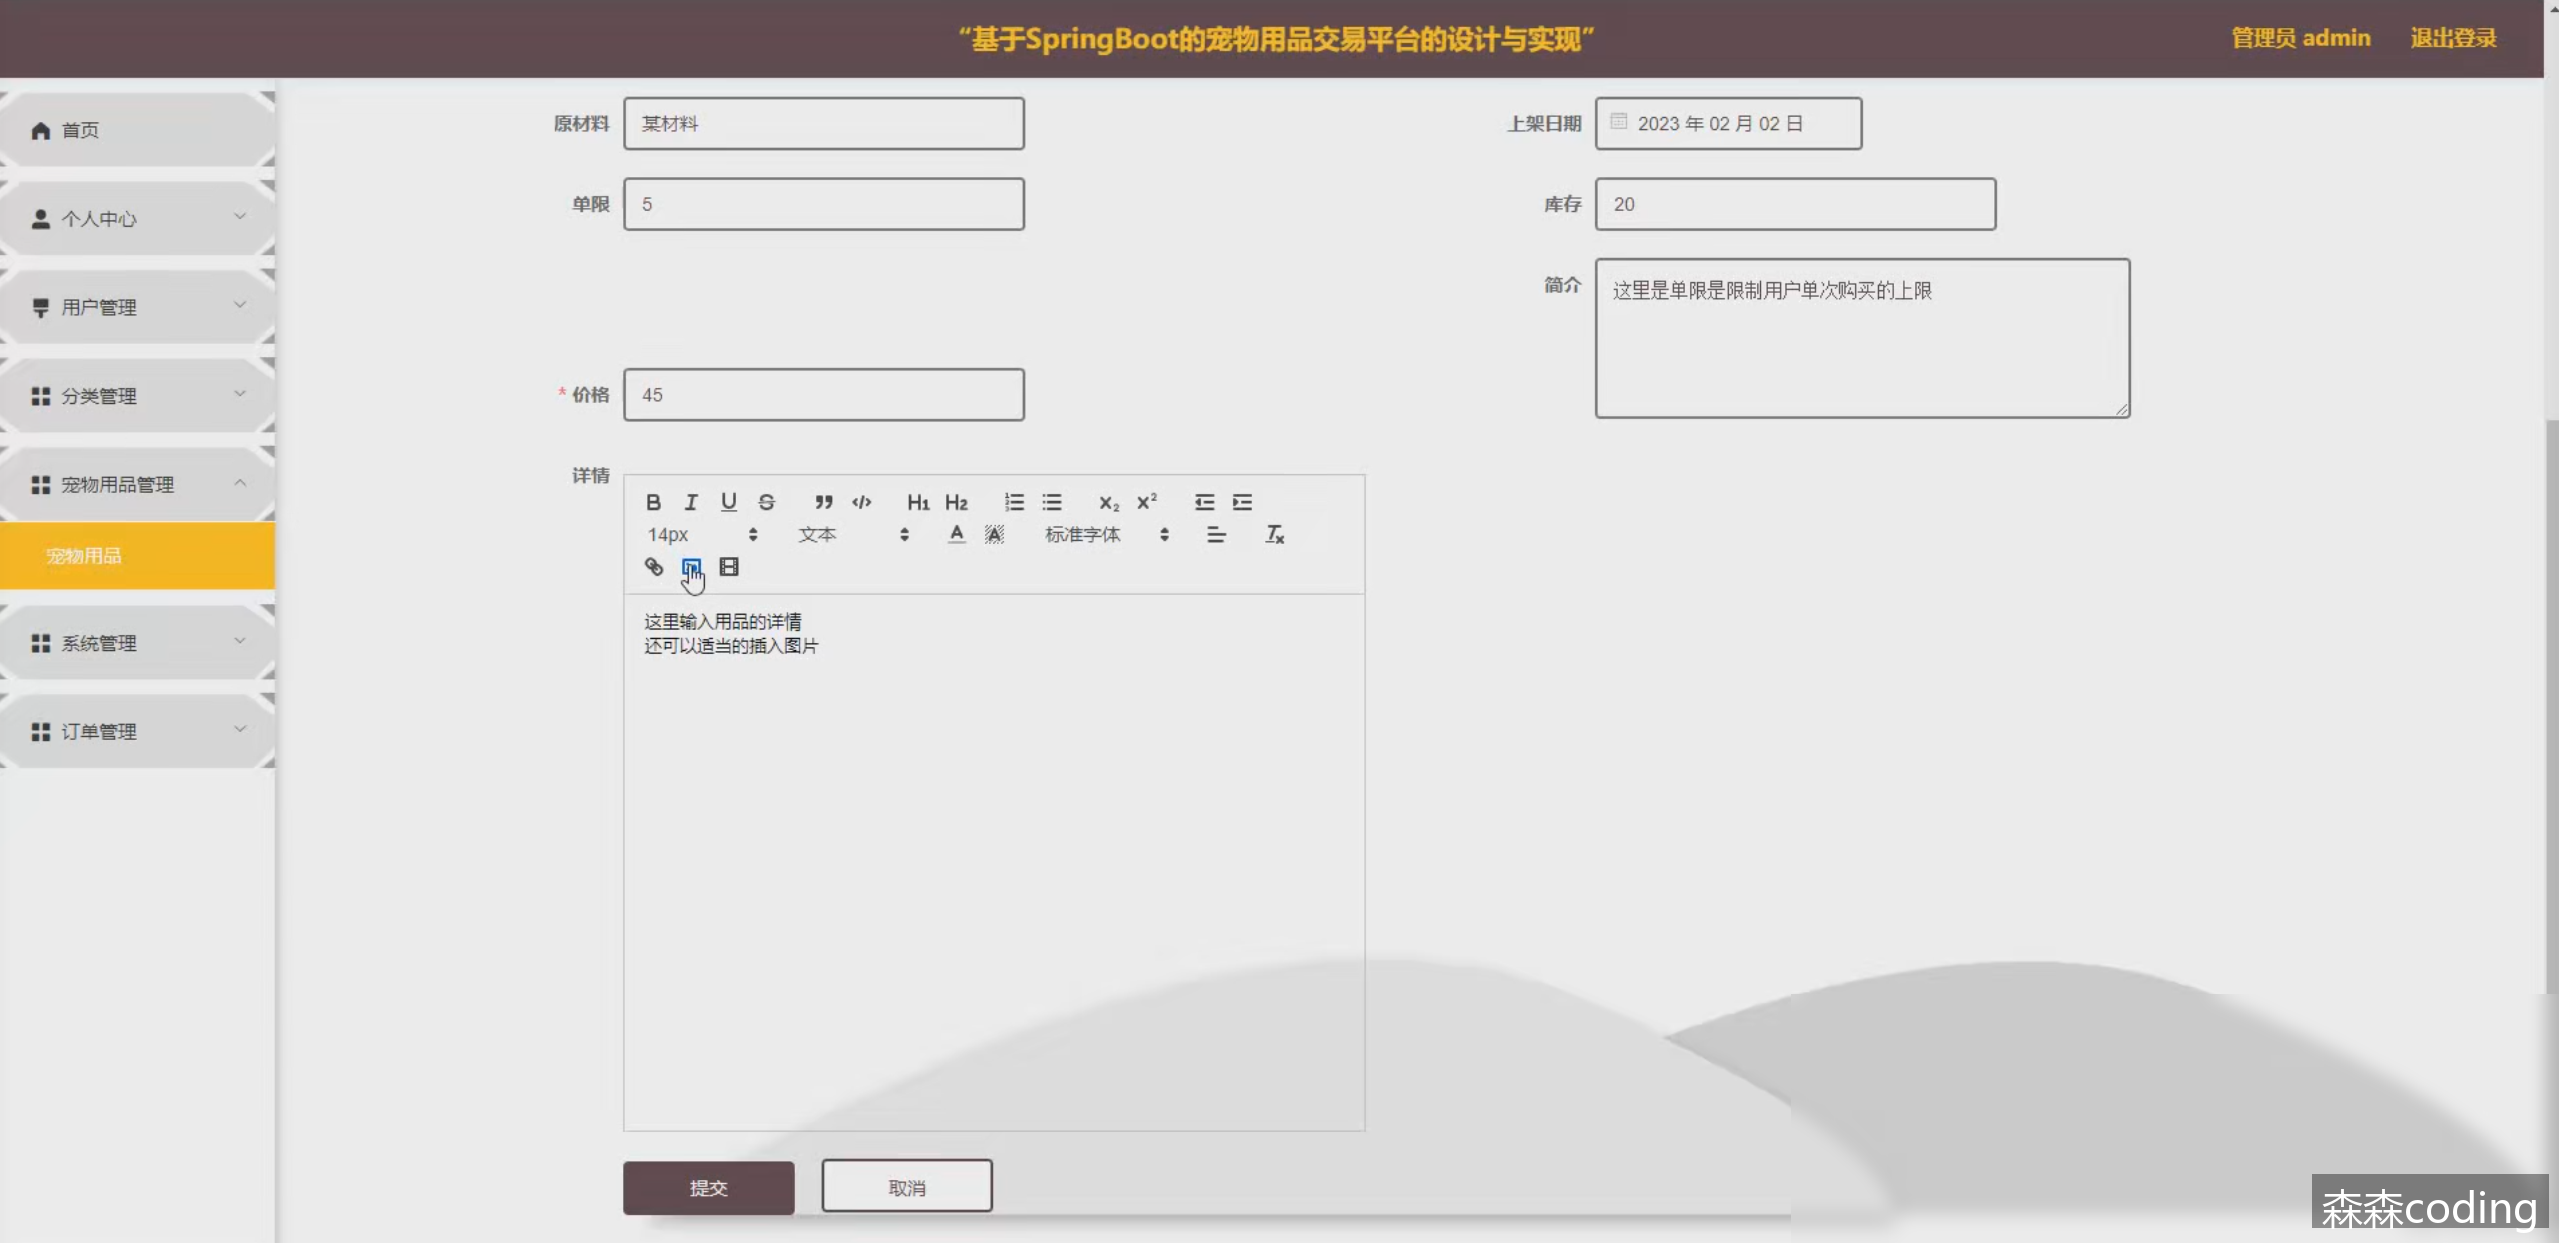 “基于SpringBoot的宠物用品交易平台的设计与实现”
管理员 admin
退出登录
首页
个人中心
用户管理
分类管理
宠物用品管理
宠物用品
系统管理
订单管理
原材料
某材料
上架日期
2023 年 02 月 02 日
单限
5
库存
20
简介
这里是单限是限制用户单次购买的上限
* 价格
45
详情
B I U S ” </> H1 H2 X2 X2
14px 文本 A A 标准字体 Tx
这里输入用品的详情
还可以适当的插入图片
提交
取消
森森coding